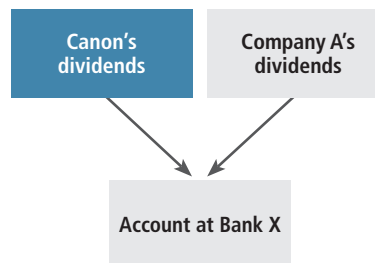 Canon's
dividends
Company A's
dividends
Account at Bank X